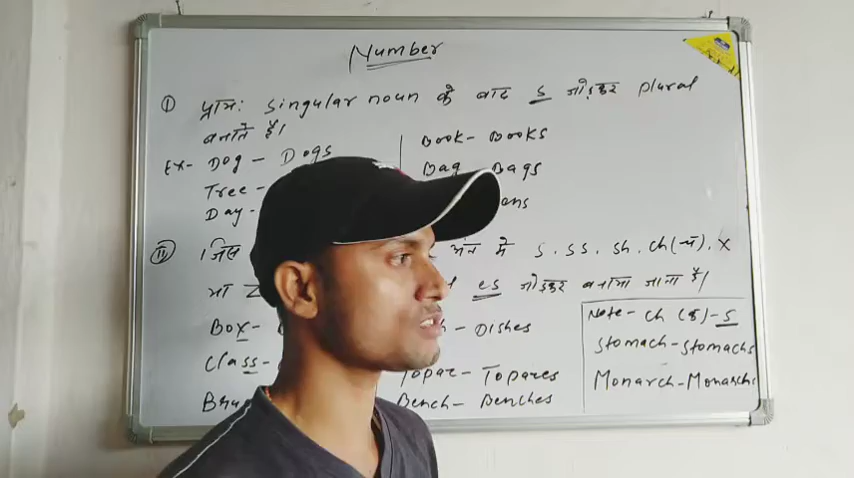 Number
① प्रायः singular noun के बाद s जोड़कर plural
बनाते हैं।
Ex- Dog - Dogs
Tree -
Day -
Book - Books
Bag - Bags
② जिस अंत में s. ss. sh. ch(च). x
या z es जोड़कर बनाया जाता है।
Box -
Class -
- Dishes
Topaz - Topazes
Bench - Benches
Note - ch (क) - s
Stomach - Stomachs
Monarch - Monarchs